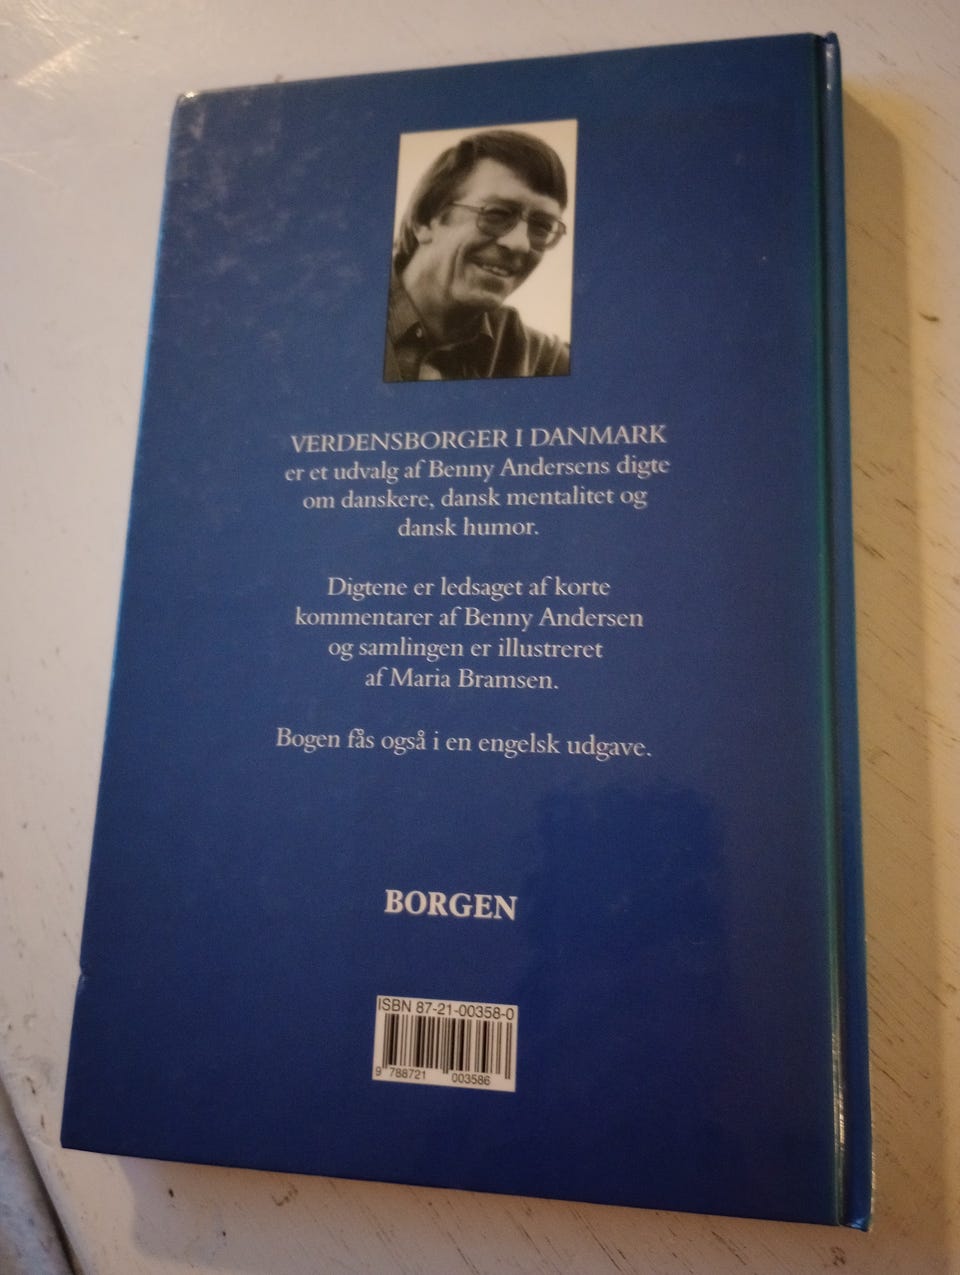 VERDENSBORGER I DANMARK
er et udvalg af Benny Andersens digte
om danskere, dansk mentalitet og
dansk humor.
Digtene er ledsaget af korte
kommentarer af Benny Andersen
og samlingen er illustreret
af Maria Bramsen.
Bogen fås også i en engelsk udgave.
BORGEN
ISBN 87-21-00358-0
9 788721 003586